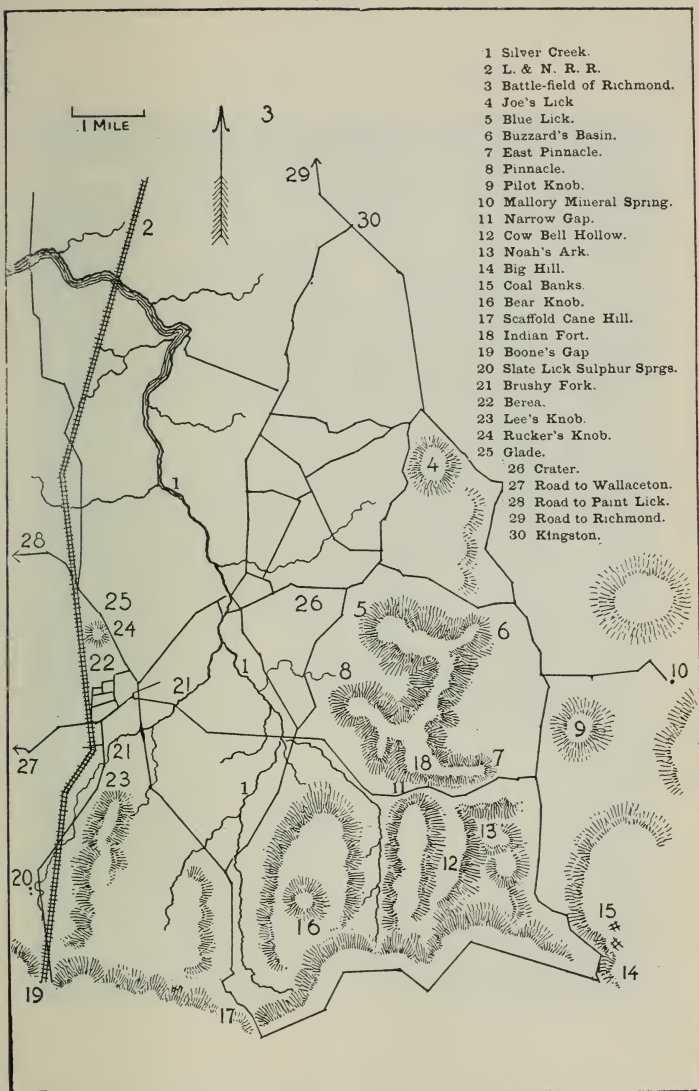 1 Silver Creek.
2 L. & N. R. R.
3 Battle-field of Richmond.
4 Joe's Lick
5 Blue Lick.
6 Buzzard's Basin.
7 East Pinnacle.
8 Pinnacle.
9 Pilot Knob.
10 Mallory Mineral Spring.
11 Narrow Gap.
12 Cow Bell Hollow.
13 Noah's Ark.
14 Big Hill.
15 Coal Banks.
16 Bear Knob.
17 Scaffold Cane Hill.
18 Indian Fort.
19 Boone's Gap
20 Slate Lick Sulphur Sprgs.
21 Brushy Fork.
22 Berea.
23 Lee's Knob.
24 Rucker's Knob.
25 Glade.
26 Crater.
27 Road to Wallaceton.
28 Road to Paint Lick.
29 Road to Richmond.
30 Kingston.
1 MILE
3
29
30
2
4
1
28
25
26
5
6
24
22
21
1
8
10
9
18
7
27
21
11
23
1
13
12
20
16
15
14
19
17